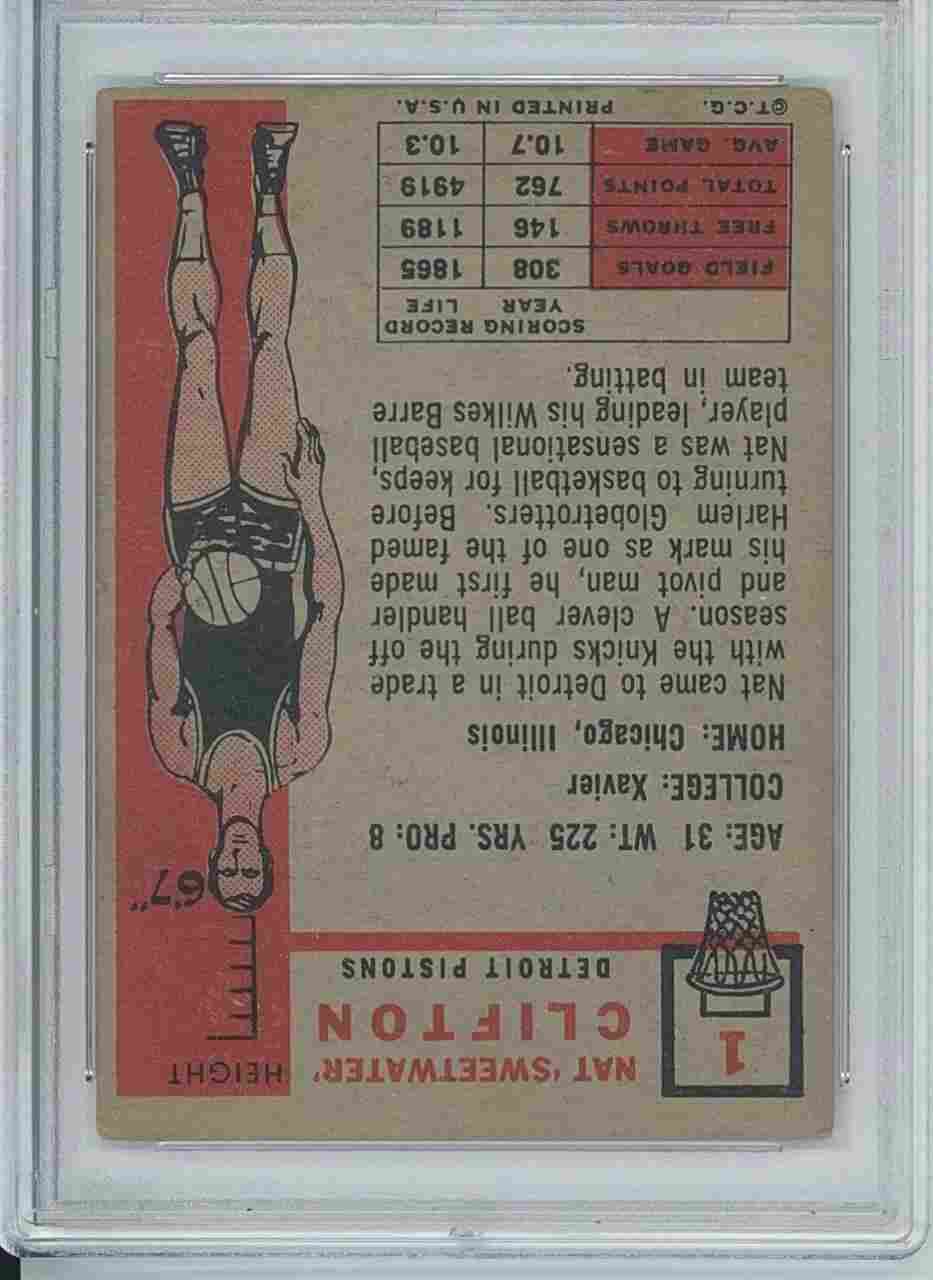 1
NAT 'SWEETWATER'
CLIFTON
DETROIT PISTONS
HEIGHT
6'7"
AGE: 31 WT: 225 YRS. PRO: 8
COLLEGE: Xavier
HOME: Chicago, Illinois
Nat came to Detroit in a trade
with the Knicks during the off
season. A clever ball handler
and pivot man, he first made
his mark as one of the famed
Harlem Globetrotters. Before
turning to basketball for keeps,
Nat was a sensational baseball
player, leading his Wilkes Barre
team in batting.
SCORING RECORD
YEAR LIFE
FIELD GOALS 308 1865
FREE THROWS 146 1189
TOTAL POINTS 762 4919
AVG. GAME 10.7 10.3
©T.C.G. PRINTED IN U.S.A.